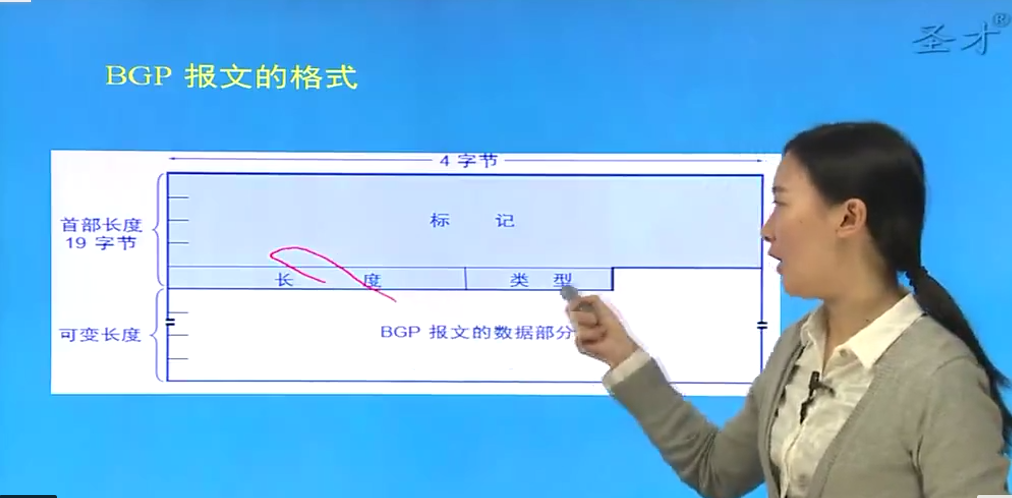 圣才®
BGP 报文的格式
4 字节
首部长度
19 字节
标 记
长 度 类 型
可变长度
BGP 报文的数据部分